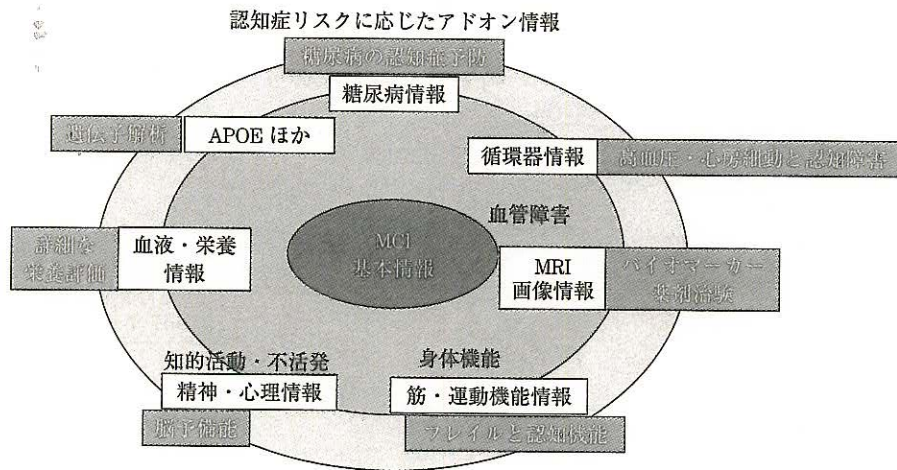 認知症リスクに応じたアドオン情報
糖尿病の認知症予防
糖尿病情報
遺伝子解析
APOE ほか
循環器情報
高血圧・心房細動と認知障害
血管障害
MCI
基本情報
詳細な
栄養評価
血液・栄養
情報
MRI
画像情報
バイオマーカー
薬剤治験
知的活動・不活発
精神・心理情報
脳予備能
身体機能
筋・運動機能情報
フレイルと認知機能